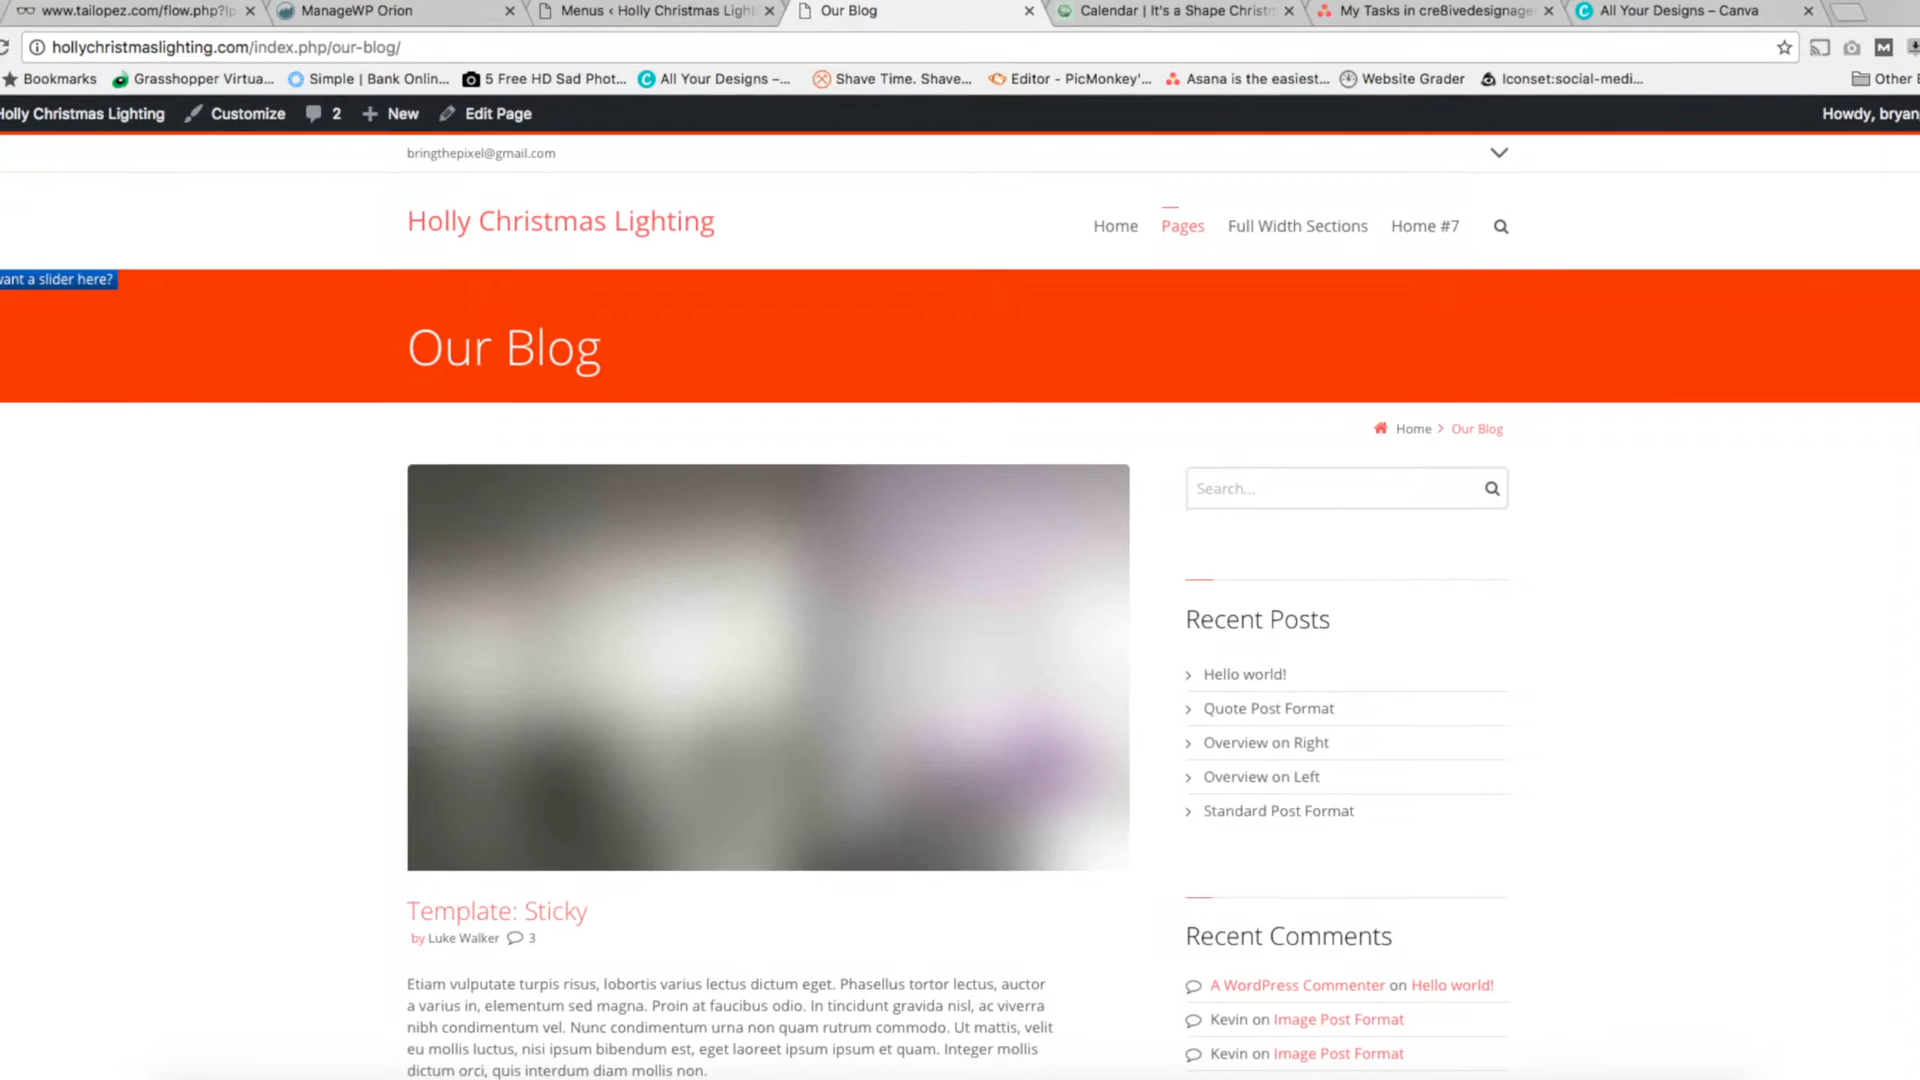 www.tailopez.com/flow.php?lp
ManageWP Orion
Menus ‹ Holly Christmas Light
Our Blog
Calendar | It's a Shape Christm
My Tasks in cre8ivedesignage
All Your Designs – Canva
hollychristmaslighting.com/index.php/our-blog/
Bookmarks
Grasshopper Virtua...
Simple | Bank Onlin...
5 Free HD Sad Phot...
All Your Designs –...
Shave Time. Shave...
Editor - PicMonkey'...
Asana is the easiest...
Website Grader
Iconset:social-medi...
Other
Holly Christmas Lighting
Customize
2
New
Edit Page
Howdy, bryan
bringthepixel@gmail.com
Holly Christmas Lighting
Home
Pages
Full Width Sections
Home #7
want a slider here?
Our Blog
Home > Our Blog
Search...
Recent Posts
Hello world!
Quote Post Format
Overview on Right
Overview on Left
Standard Post Format
Template: Sticky
by Luke Walker 3
Etiam vulputate turpis risus, lobortis varius lectus dictum eget. Phasellus tortor lectus, auctor
a varius in, elementum sed magna. Proin at faucibus odio. In tincidunt gravida nisl, ac viverra
nibh condimentum vel. Nunc condimentum urna non quam rutrum commodo. Ut mattis, velit
eu mollis luctus, nisi ipsum bibendum est, eget laoreet ipsum ipsum et quam. Integer mollis
dictum orci, quis interdum diam mollis non.
Recent Comments
A WordPress Commenter on Hello world!
Kevin on Image Post Format
Kevin on Image Post Format